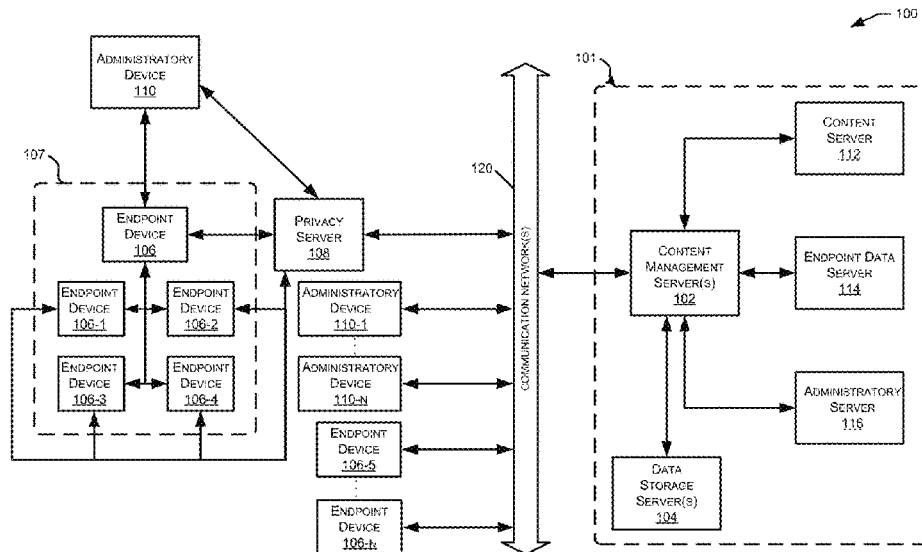 100
ADMINISTRATORY
DEVICE
110
101
107
120
CONTENT
SERVER
112
ENDPOINT
DEVICE
106
PRIVACY
SERVER
108
CONTENT
MANAGEMENT
SERVER(S)
102
ENDPOINT DATA
SERVER
114
ENDPOINT
DEVICE
106-1
ENDPOINT
DEVICE
106-2
ADMINISTRATORY
DEVICE
110-1
COMMUNICATION NETWORK(S)
ENDPOINT
DEVICE
106-3
ENDPOINT
DEVICE
106-4
ADMINISTRATORY
DEVICE
110-N
ADMINISTRATORY
SERVER
116
ENDPOINT
DEVICE
106-5
DATA
STORAGE
SERVER(S)
104
ENDPOINT
DEVICE
106-N